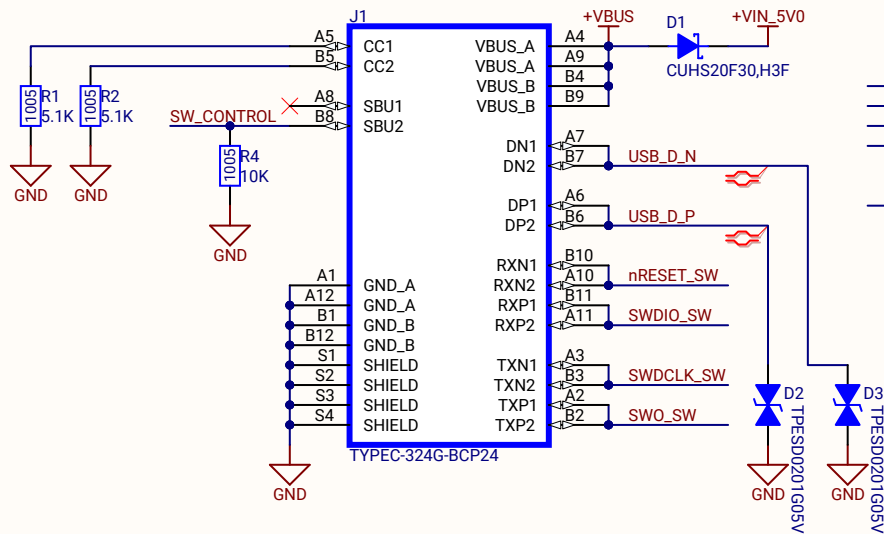 J1
+VBUS
D1
+VIN_5V0
A5
CC1
VBUS_A
A4
B5
CC2
VBUS_A
A9
CUHS20F30,H3F
VBUS_B
B4
1005
R1
5.1K
1005
R2
5.1K
A8
SBU1
VBUS_B
B9
SW_CONTROL
B8
SBU2
1005
R4
10K
DN1
A7
DN2
B7
USB_D_N
GND
GND
DP1
A6
DP2
B6
USB_D_P
GND
RXN1
B10
A1
GND_A
RXN2
A10
nRESET_SW
A12
GND_A
RXP1
B11
B1
GND_B
RXP2
A11
SWDIO_SW
B12
GND_B
S1
SHIELD
TXN1
A3
S2
SHIELD
TXN2
B3
SWDCLK_SW
S3
SHIELD
TXP1
A2
S4
SHIELD
TXP2
B2
SWO_SW
D2
TPESD0201G05V
D3
TPESD0201G05V
TYPEC-324G-BCP24
GND
GND
GND